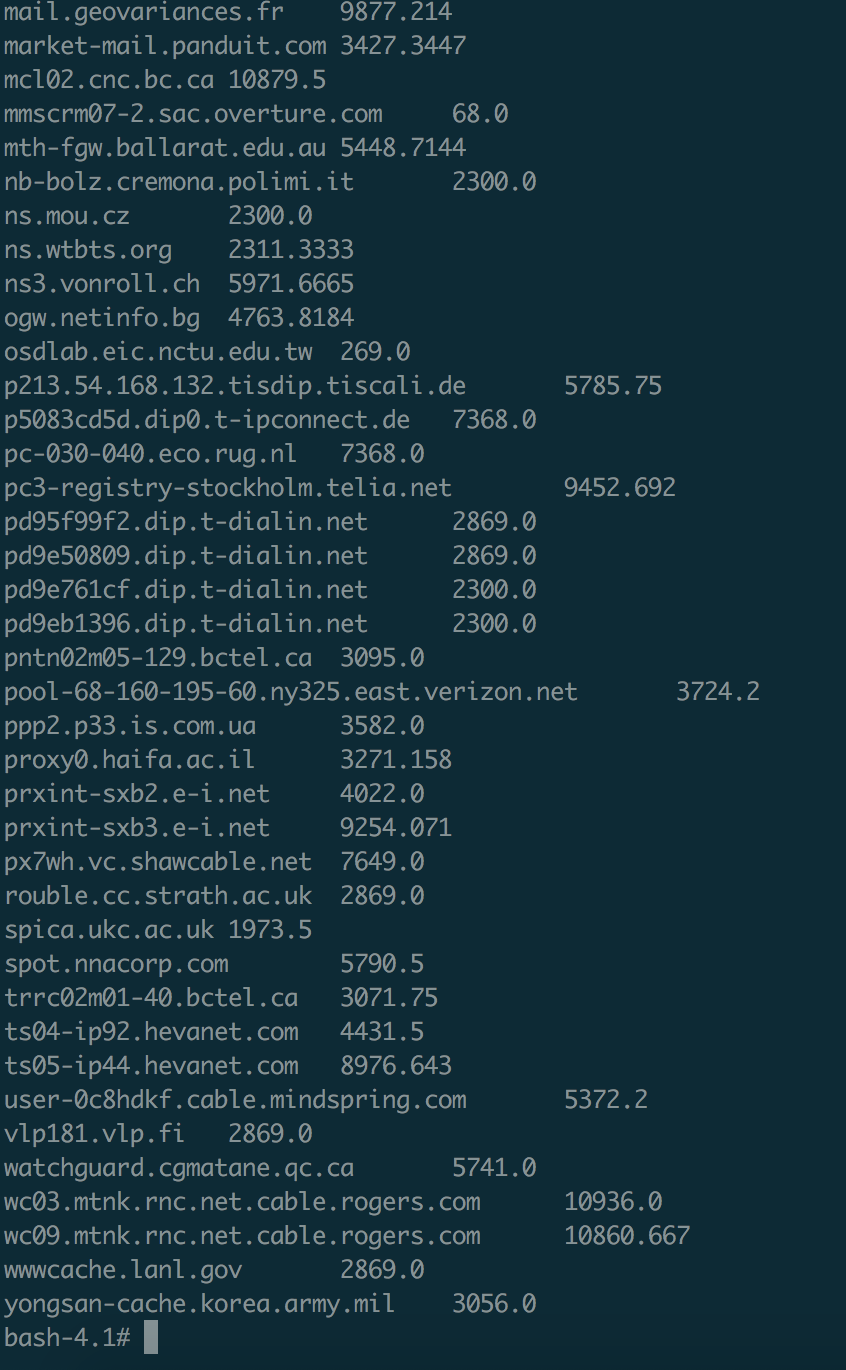 mail.geovariances.fr 9877.214
market-mail.panduit.com 3427.3447
mcl02.cnc.bc.ca 10879.5
mmscrm07-2.sac.overture.com 68.0
mth-fgw.ballarat.edu.au 5448.7144
nb-bolz.cremona.polimi.it 2300.0
ns.mou.cz 2300.0
ns.wtbts.org 2311.3333
ns3.vonroll.ch 5971.6665
ogw.netinfo.bg 4763.8184
osdlab.eic.nctu.edu.tw 269.0
p213.54.168.132.tisdip.tiscali.de 5785.75
p5083cd5d.dip0.t-ipconnect.de 7368.0
pc-030-040.eco.rug.nl 7368.0
pc3-registry-stockholm.telia.net 9452.692
pd95f99f2.dip.t-dialin.net 2869.0
pd9e50809.dip.t-dialin.net 2869.0
pd9e761cf.dip.t-dialin.net 2300.0
pd9eb1396.dip.t-dialin.net 2300.0
pntn02m05-129.bctel.ca 3095.0
pool-68-160-195-60.ny325.east.verizon.net 3724.2
ppp2.p33.is.com.ua 3582.0
proxy0.haifa.ac.il 3271.158
prxint-sxb2.e-i.net 4022.0
prxint-sxb3.e-i.net 9254.071
px7wh.vc.shawcable.net 7649.0
rouble.cc.strath.ac.uk 2869.0
spica.ukc.ac.uk 1973.5
spot.nnacorp.com 5790.5
trrc02m01-40.bctel.ca 3071.75
ts04-ip92.hevanet.com 4431.5
ts05-ip44.hevanet.com 8976.643
user-0c8hdkf.cable.mindspring.com 5372.2
vlp181.vlp.fi 2869.0
watchguard.cgmatane.qc.ca 5741.0
wc03.mtnk.rnc.net.cable.rogers.com 10936.0
wc09.mtnk.rnc.net.cable.rogers.com 10860.667
wwwcache.lanl.gov 2869.0
yongsan-cache.korea.army.mil 3056.0
bash-4.1#